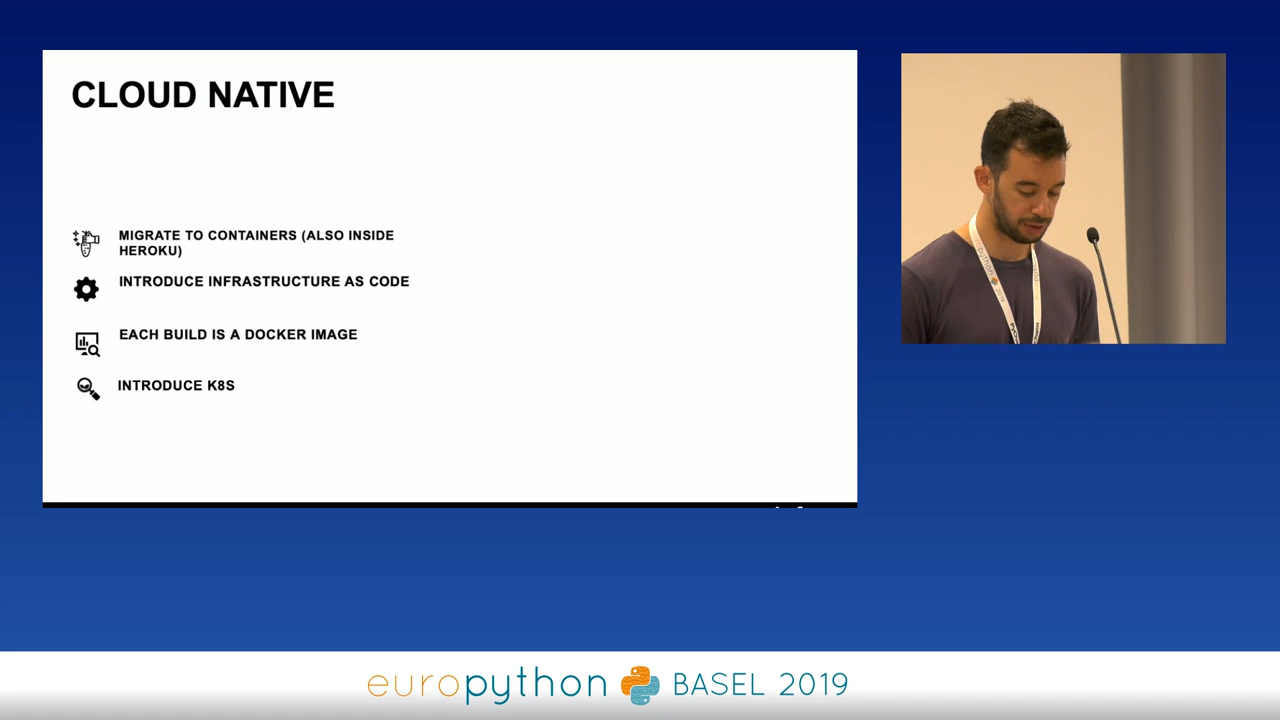 CLOUD NATIVE
MIGRATE TO CONTAINERS (ALSO INSIDE
HEROKU)
INTRODUCE INFRASTRUCTURE AS CODE
EACH BUILD IS A DOCKER IMAGE
INTRODUCE K8S
europython BASEL 2019